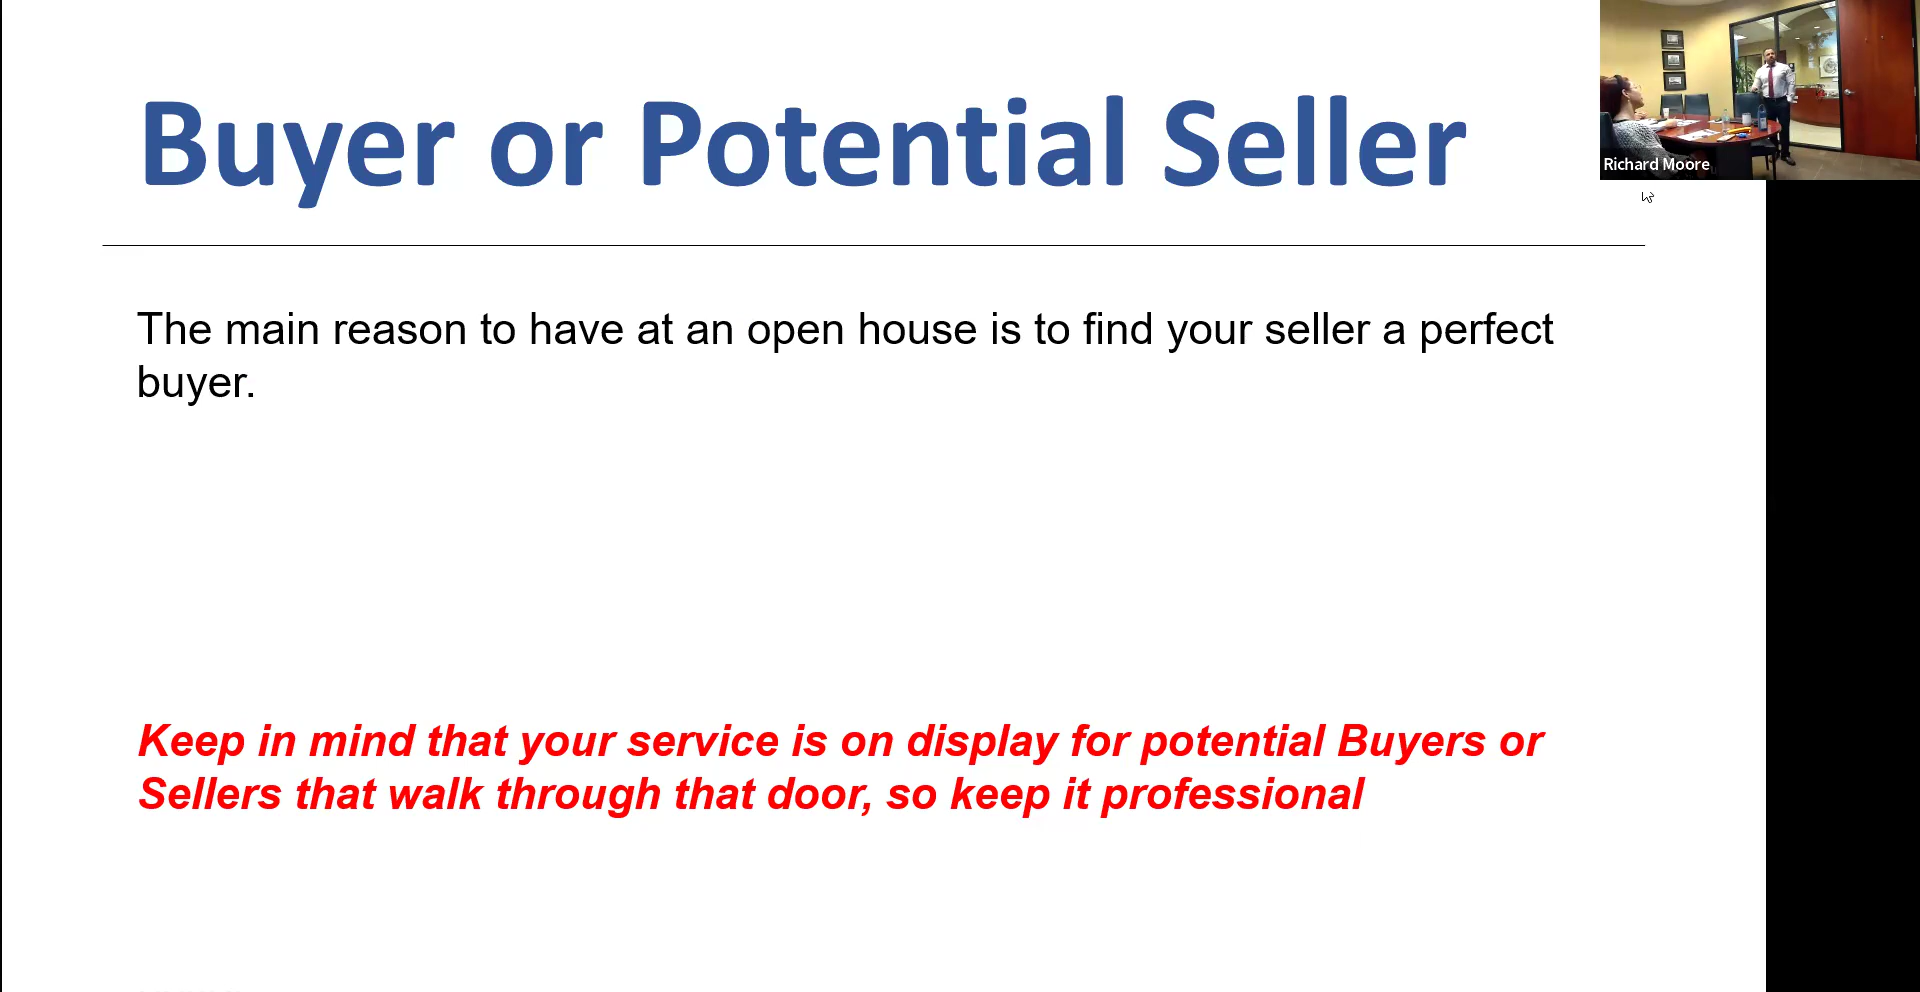 Buyer or Potential Seller
Richard Moore
The main reason to have at an open house is to find your seller a perfect
buyer.
Keep in mind that your service is on display for potential Buyers or
Sellers that walk through that door, so keep it professional